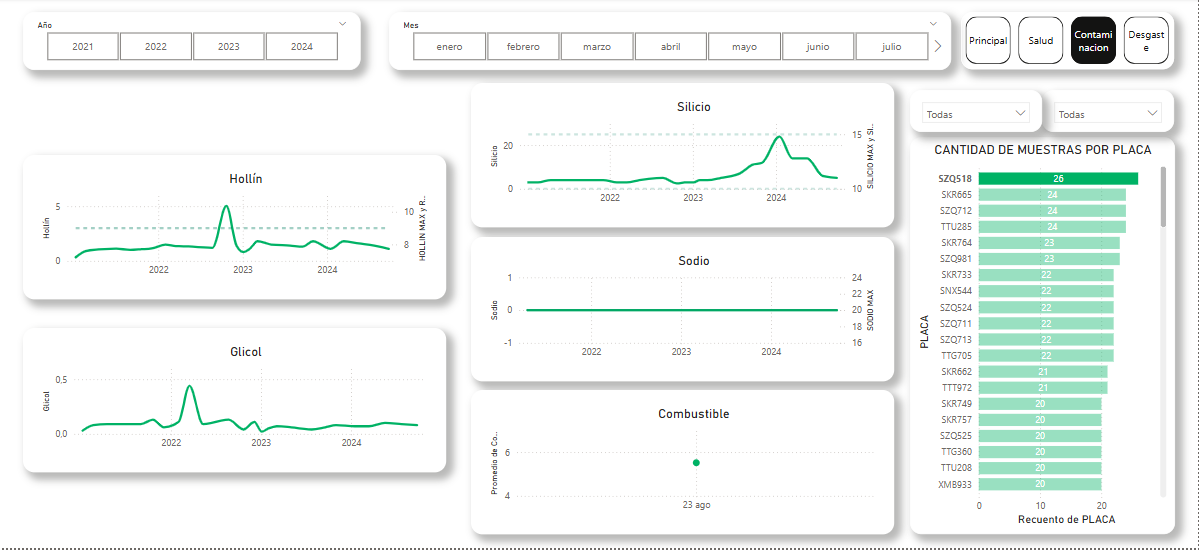 Año
2021 2022 2023 2024
Mes
enero febrero marzo abril mayo junio julio
Principal
Salud
Contami
nacion
Desgast
e
Hollín
Hollín
5
0
10
8
HOLLIN MAX y R...
2022 2023 2024
Glicol
Glicol
0,5
0,0
2022 2023 2024
Silicio
Silicio
20
0
15
10
SILICIO MAX y SI...
2022 2023 2024
Sodio
Sodio
1
0
-1
24
22
20
18
16
SODIO MAX
2022 2023 2024
Combustible
Promedio de Co...
6
4
23 ago
Todas
Todas
CANTIDAD DE MUESTRAS POR PLACA
PLACA
SZQ518 26
SKR665 24
SZQ712 24
TTU285 24
SKR764 23
SZQ981 23
SKR733 22
SNX544 22
SZQ524 22
SZQ711 22
SZQ713 22
TTG705 22
SKR662 21
TTT972 21
SKR749 20
SKR757 20
SZQ525 20
TTG360 20
TTU208 20
XMB933 20
0 10 20
Recuento de PLACA